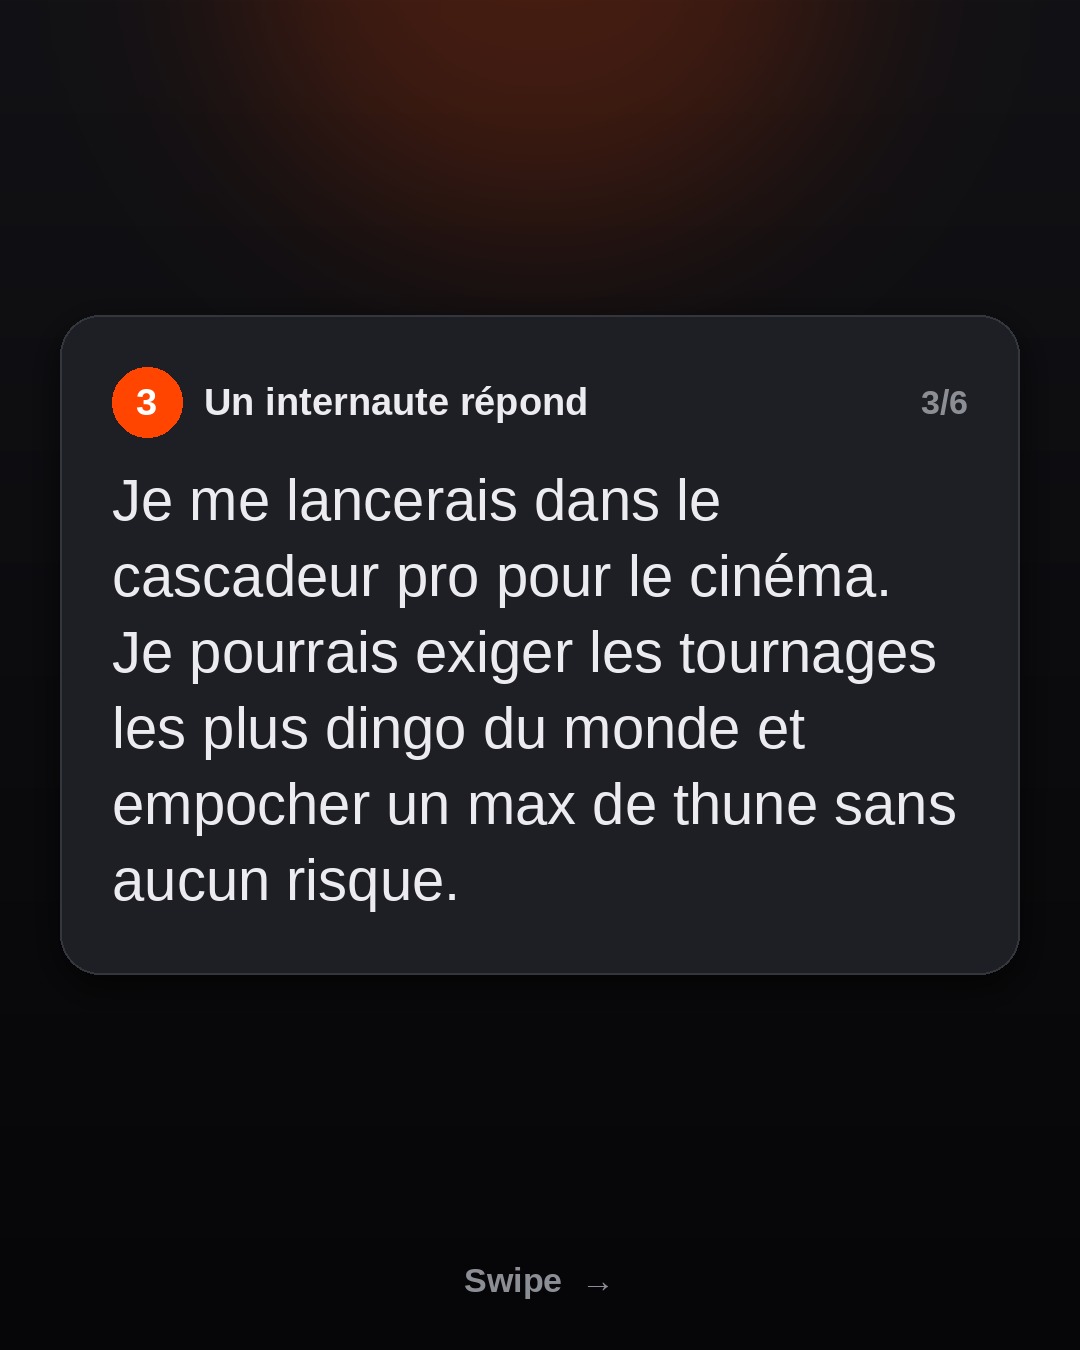 3 Un internaute répond 3/6
Je me lancerais dans le
cascadeur pro pour le cinéma.
Je pourrais exiger les tournages
les plus dingo du monde et
empocher un max de thune sans
aucun risque.
Swipe →